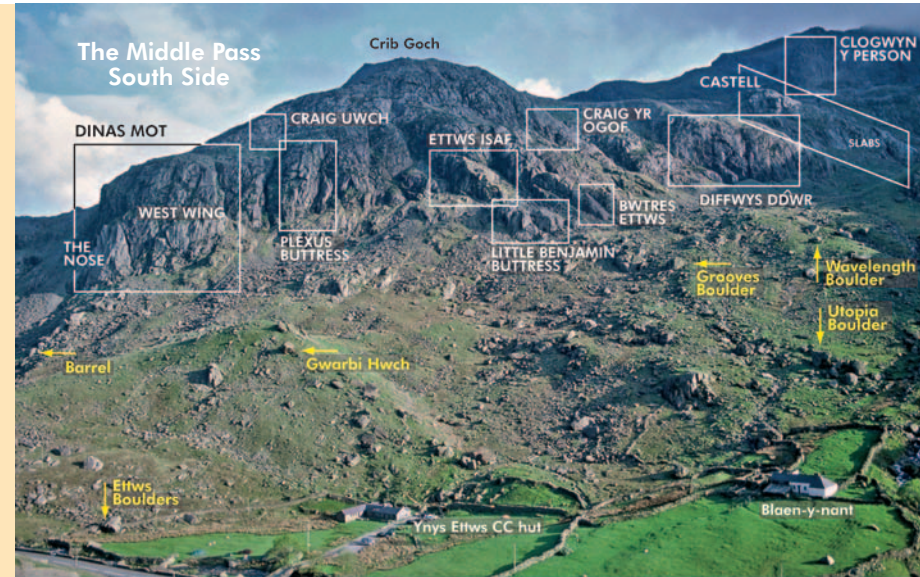 The Middle Pass
South Side
Crib Goch
CLOGWYN
Y PERSON
CASTELL
CRAIG UWCH
CRAIG YR
OGOF
DINAS MOT
ETTWS ISAF
SLABS
WEST WING
BWTRES
ETTWS
DIFFWYS DDWR
THE
NOSE
PLEXUS
BUTTRESS
LITTLE BENJAMIN
BUTTRESS
Grooves
Boulder
Wavelength
Boulder
Utopia
Boulder
Barrel
Gwarbi Hwch
Ettws
Boulders
Ynys Ettws CC hut
Blaen-y-nant